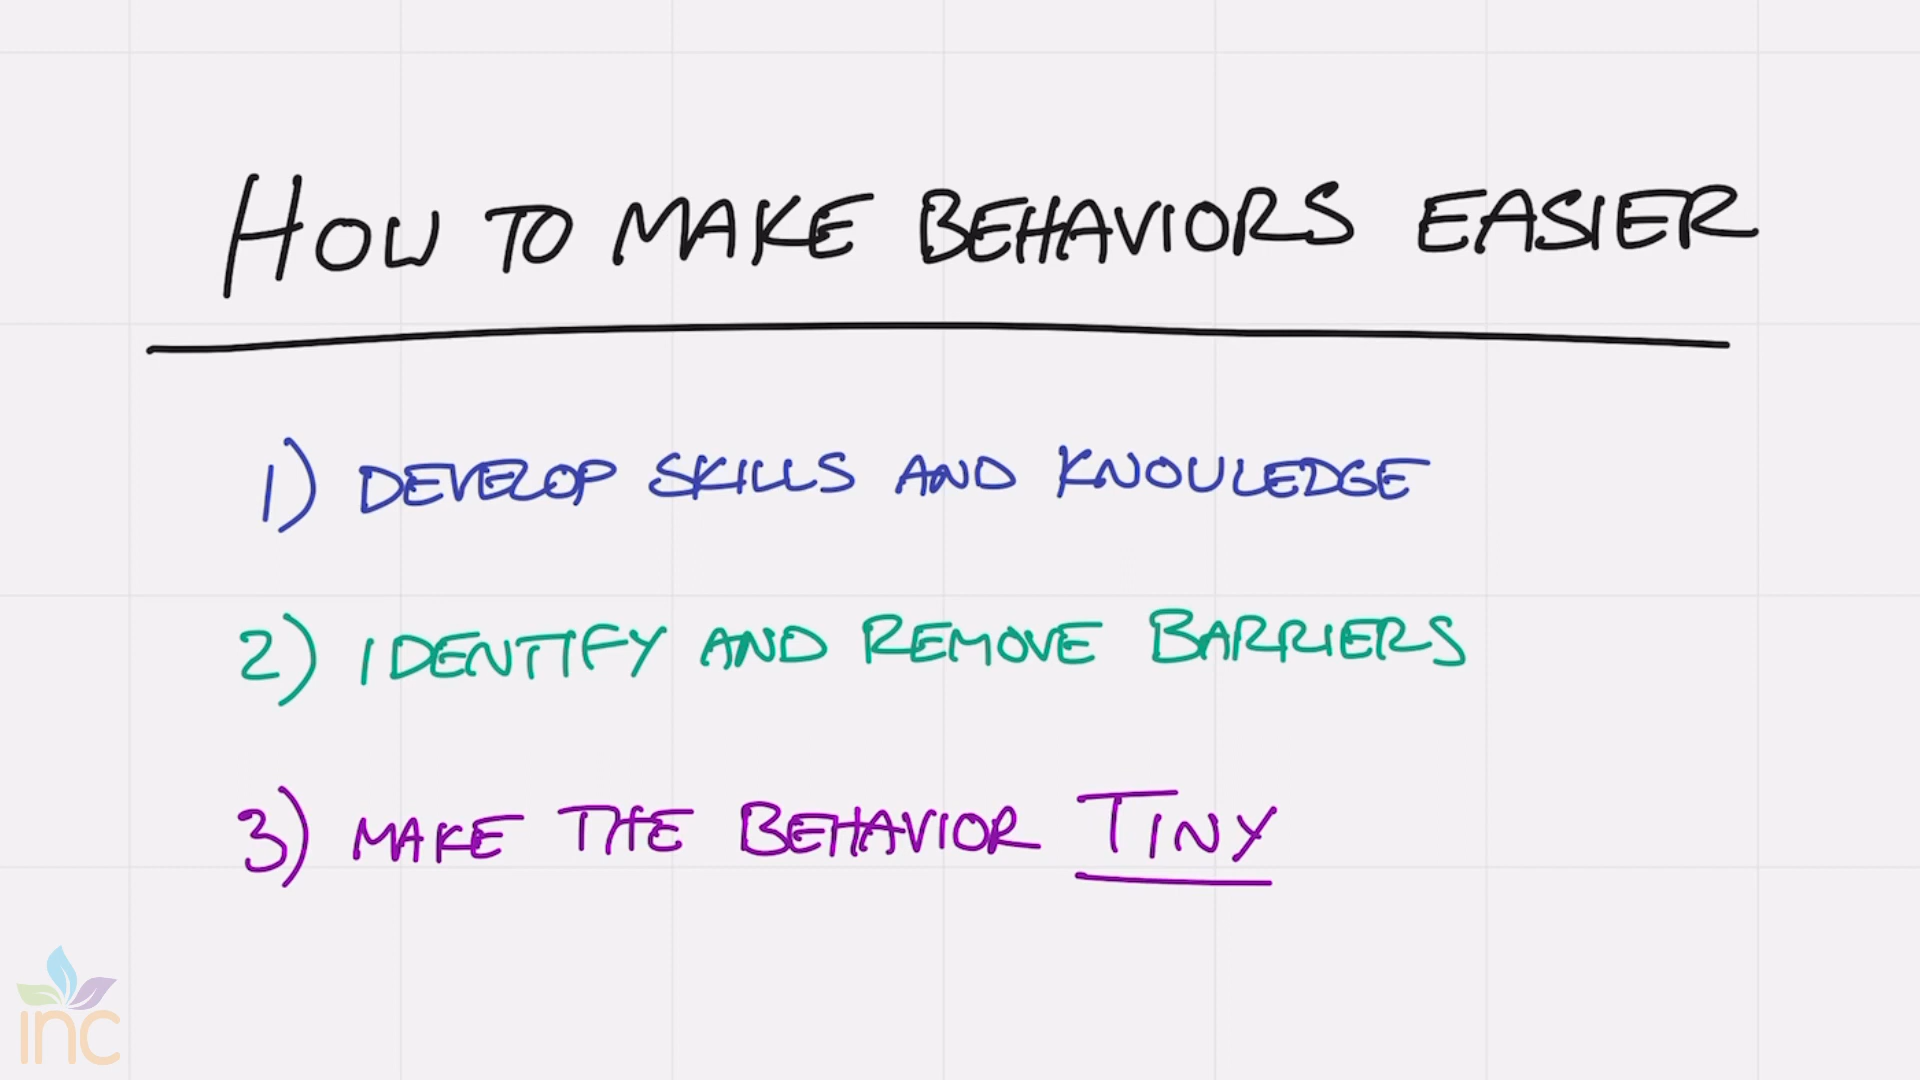 HOW TO MAKE BEHAVIORS EASIER
1) DEVELOP SKILLS AND KNOWLEDGE
2) IDENTIFY AND REMOVE BARRIERS
3) MAKE THE BEHAVIOR TINY
inc